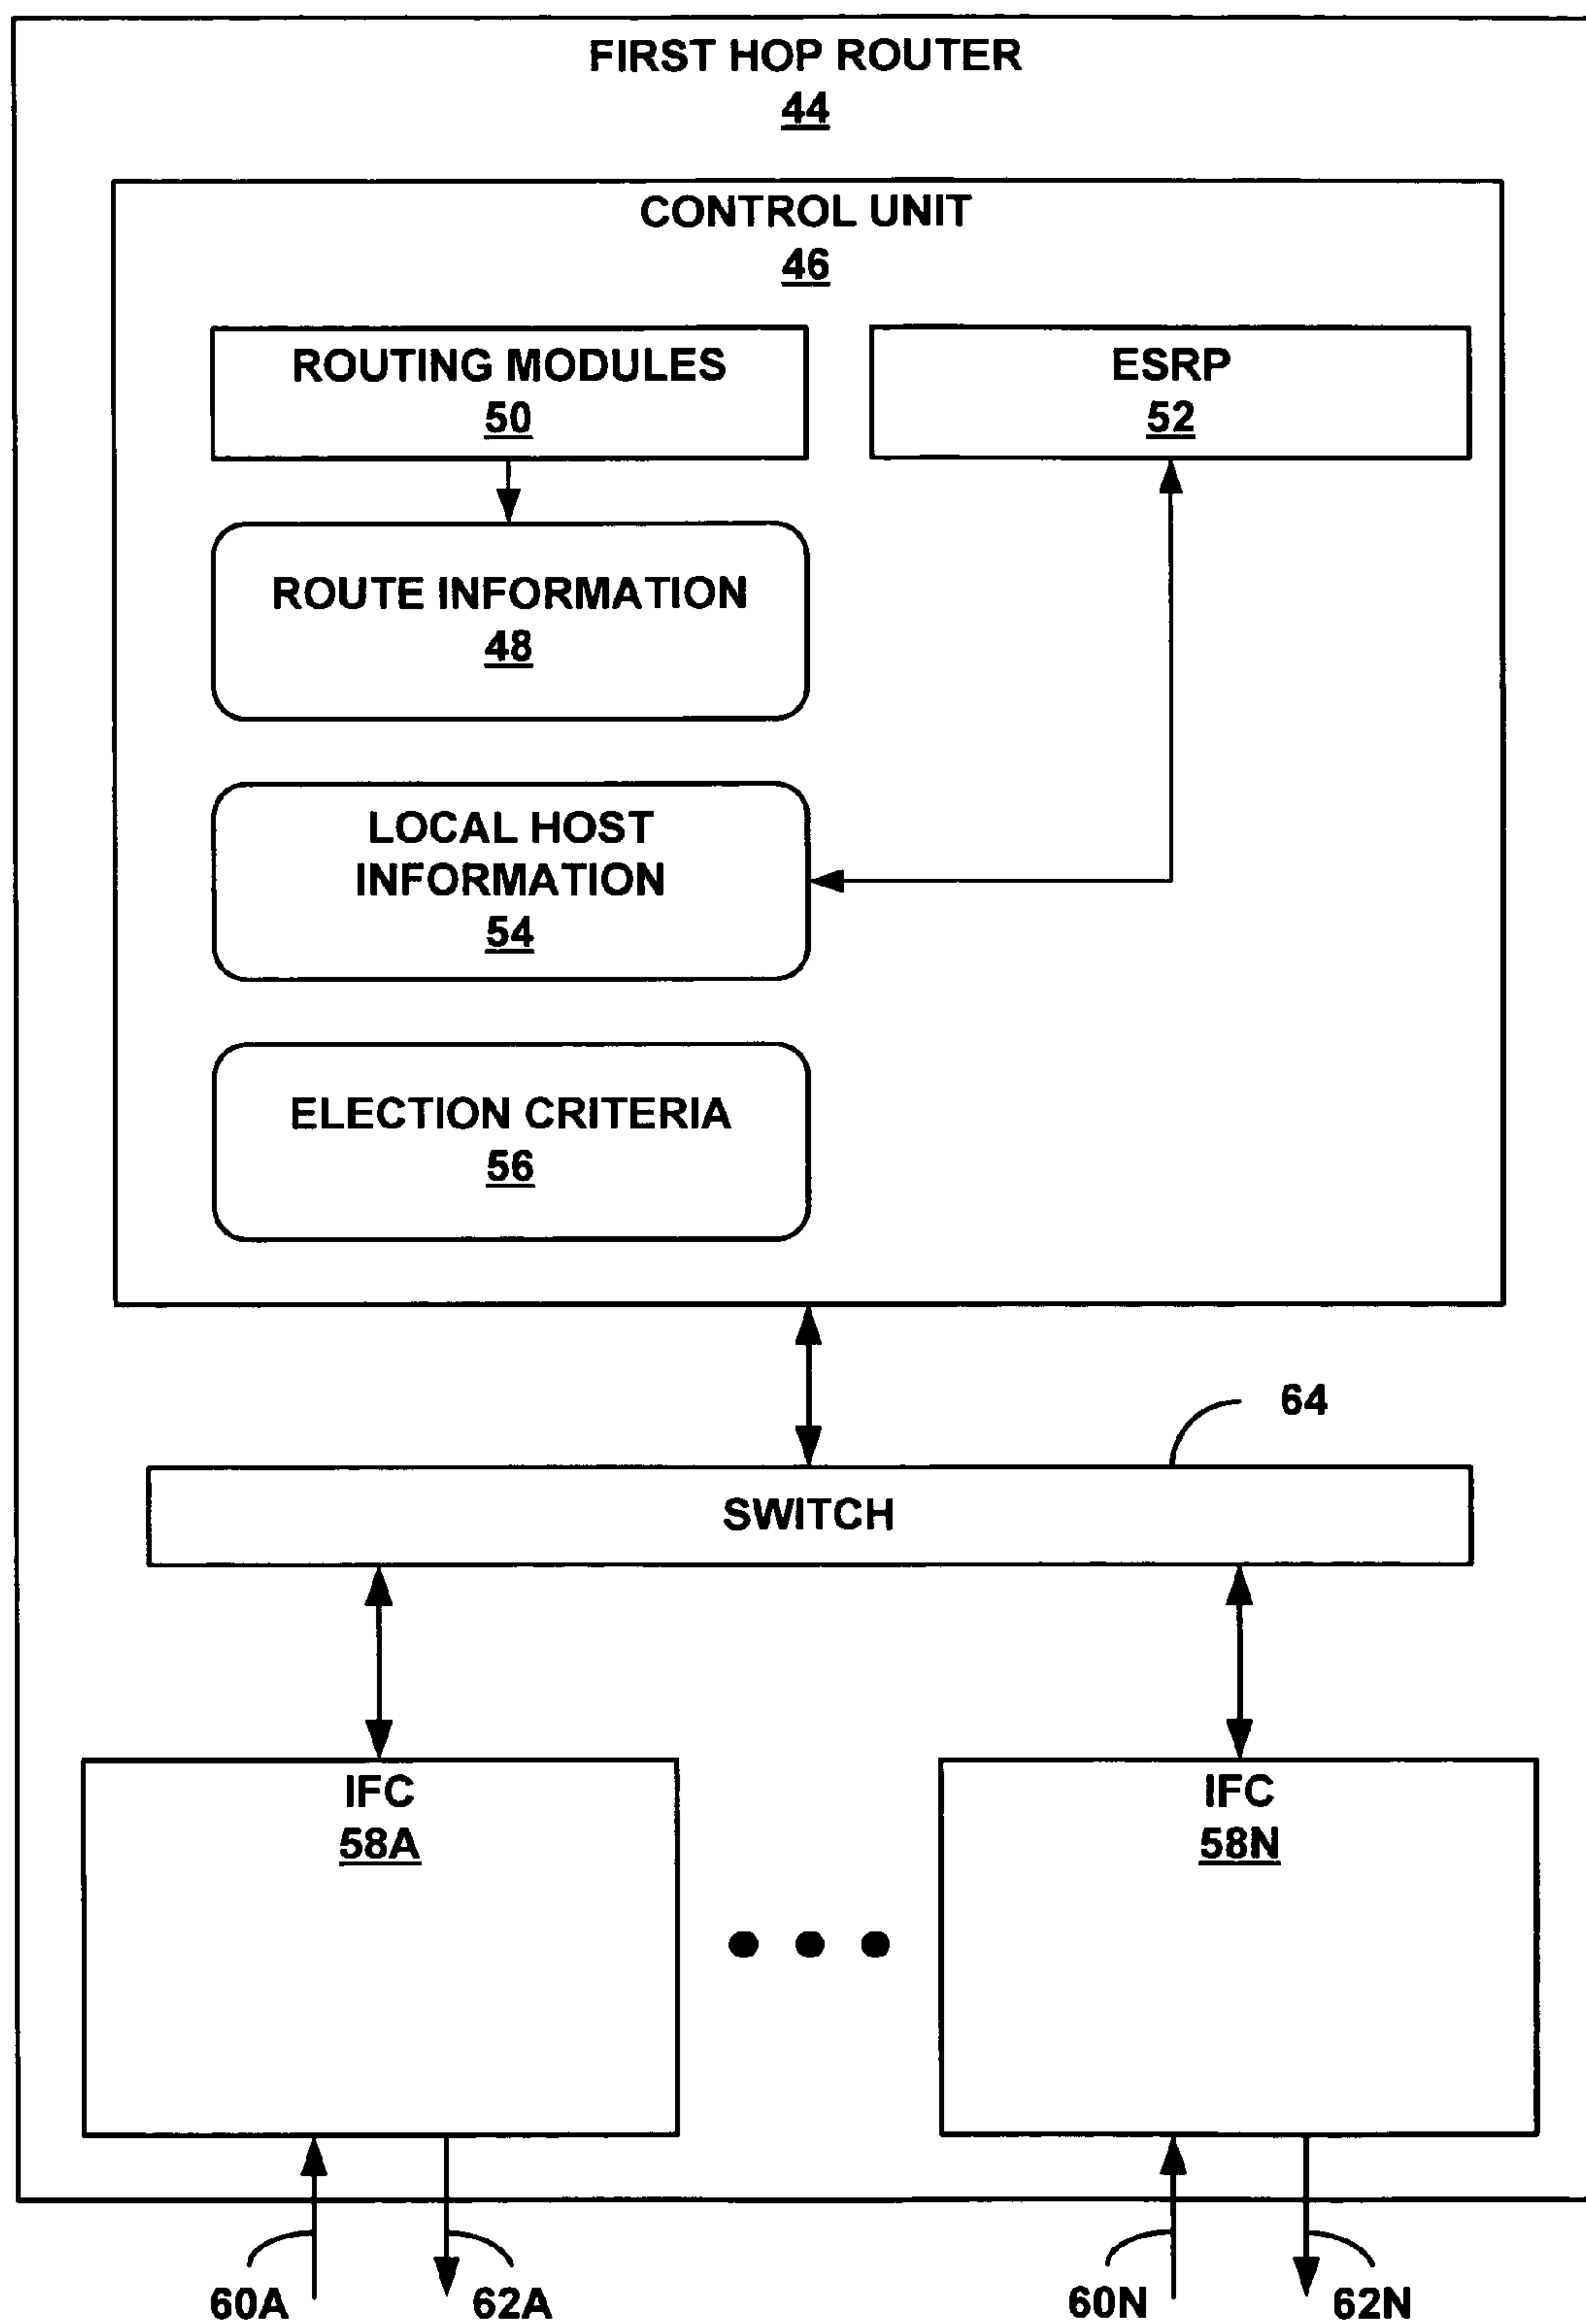 FIRST HOP ROUTER
44
CONTROL UNIT
46
ROUTING MODULES
50
ESRP
52
ROUTE INFORMATION
48
LOCAL HOST
INFORMATION
54
ELECTION CRITERIA
56
64
SWITCH
IFC
58A
IFC
58N
60A
62A
60N
62N